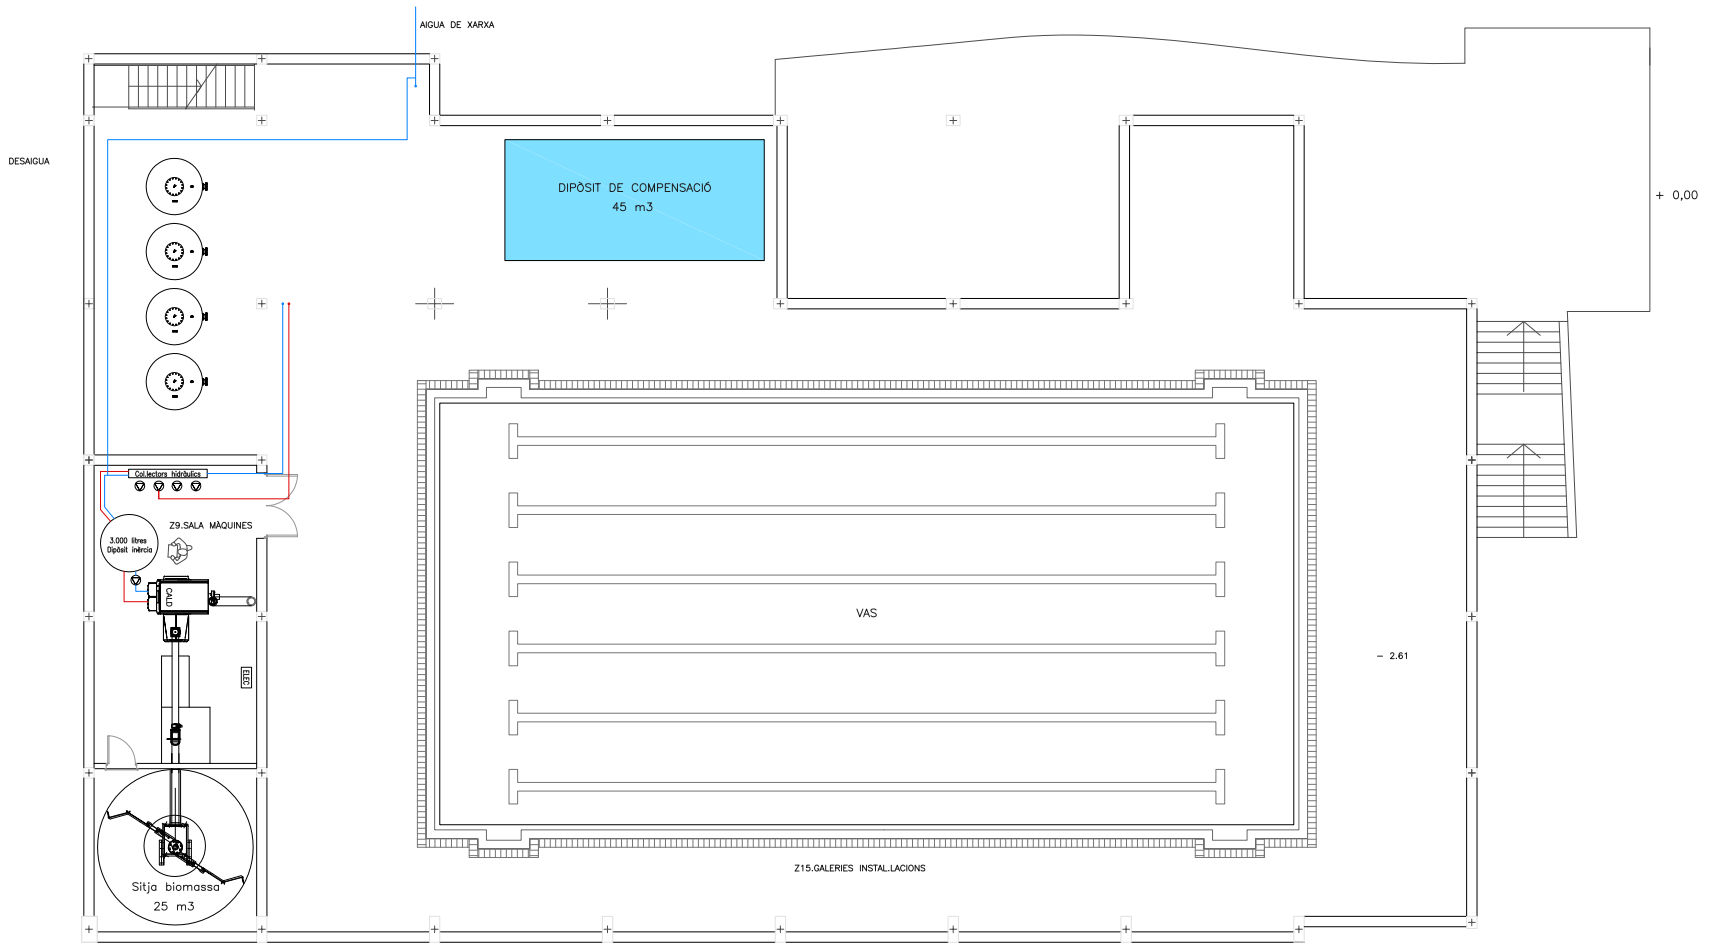 AIGUA DE XARXA
DESAIGUA
DIPÒSIT DE COMPENSACIÓ
45 m3
+ 0,00
Col.lectors hidràulics
Z9.SALA MÀQUINES
3.000 litres
Dipòsit inèrcia
CALD
VAS
ELEC
- 2.61
Z15.GALERIES INSTAL.LACIONS
Sitja biomassa
25 m3